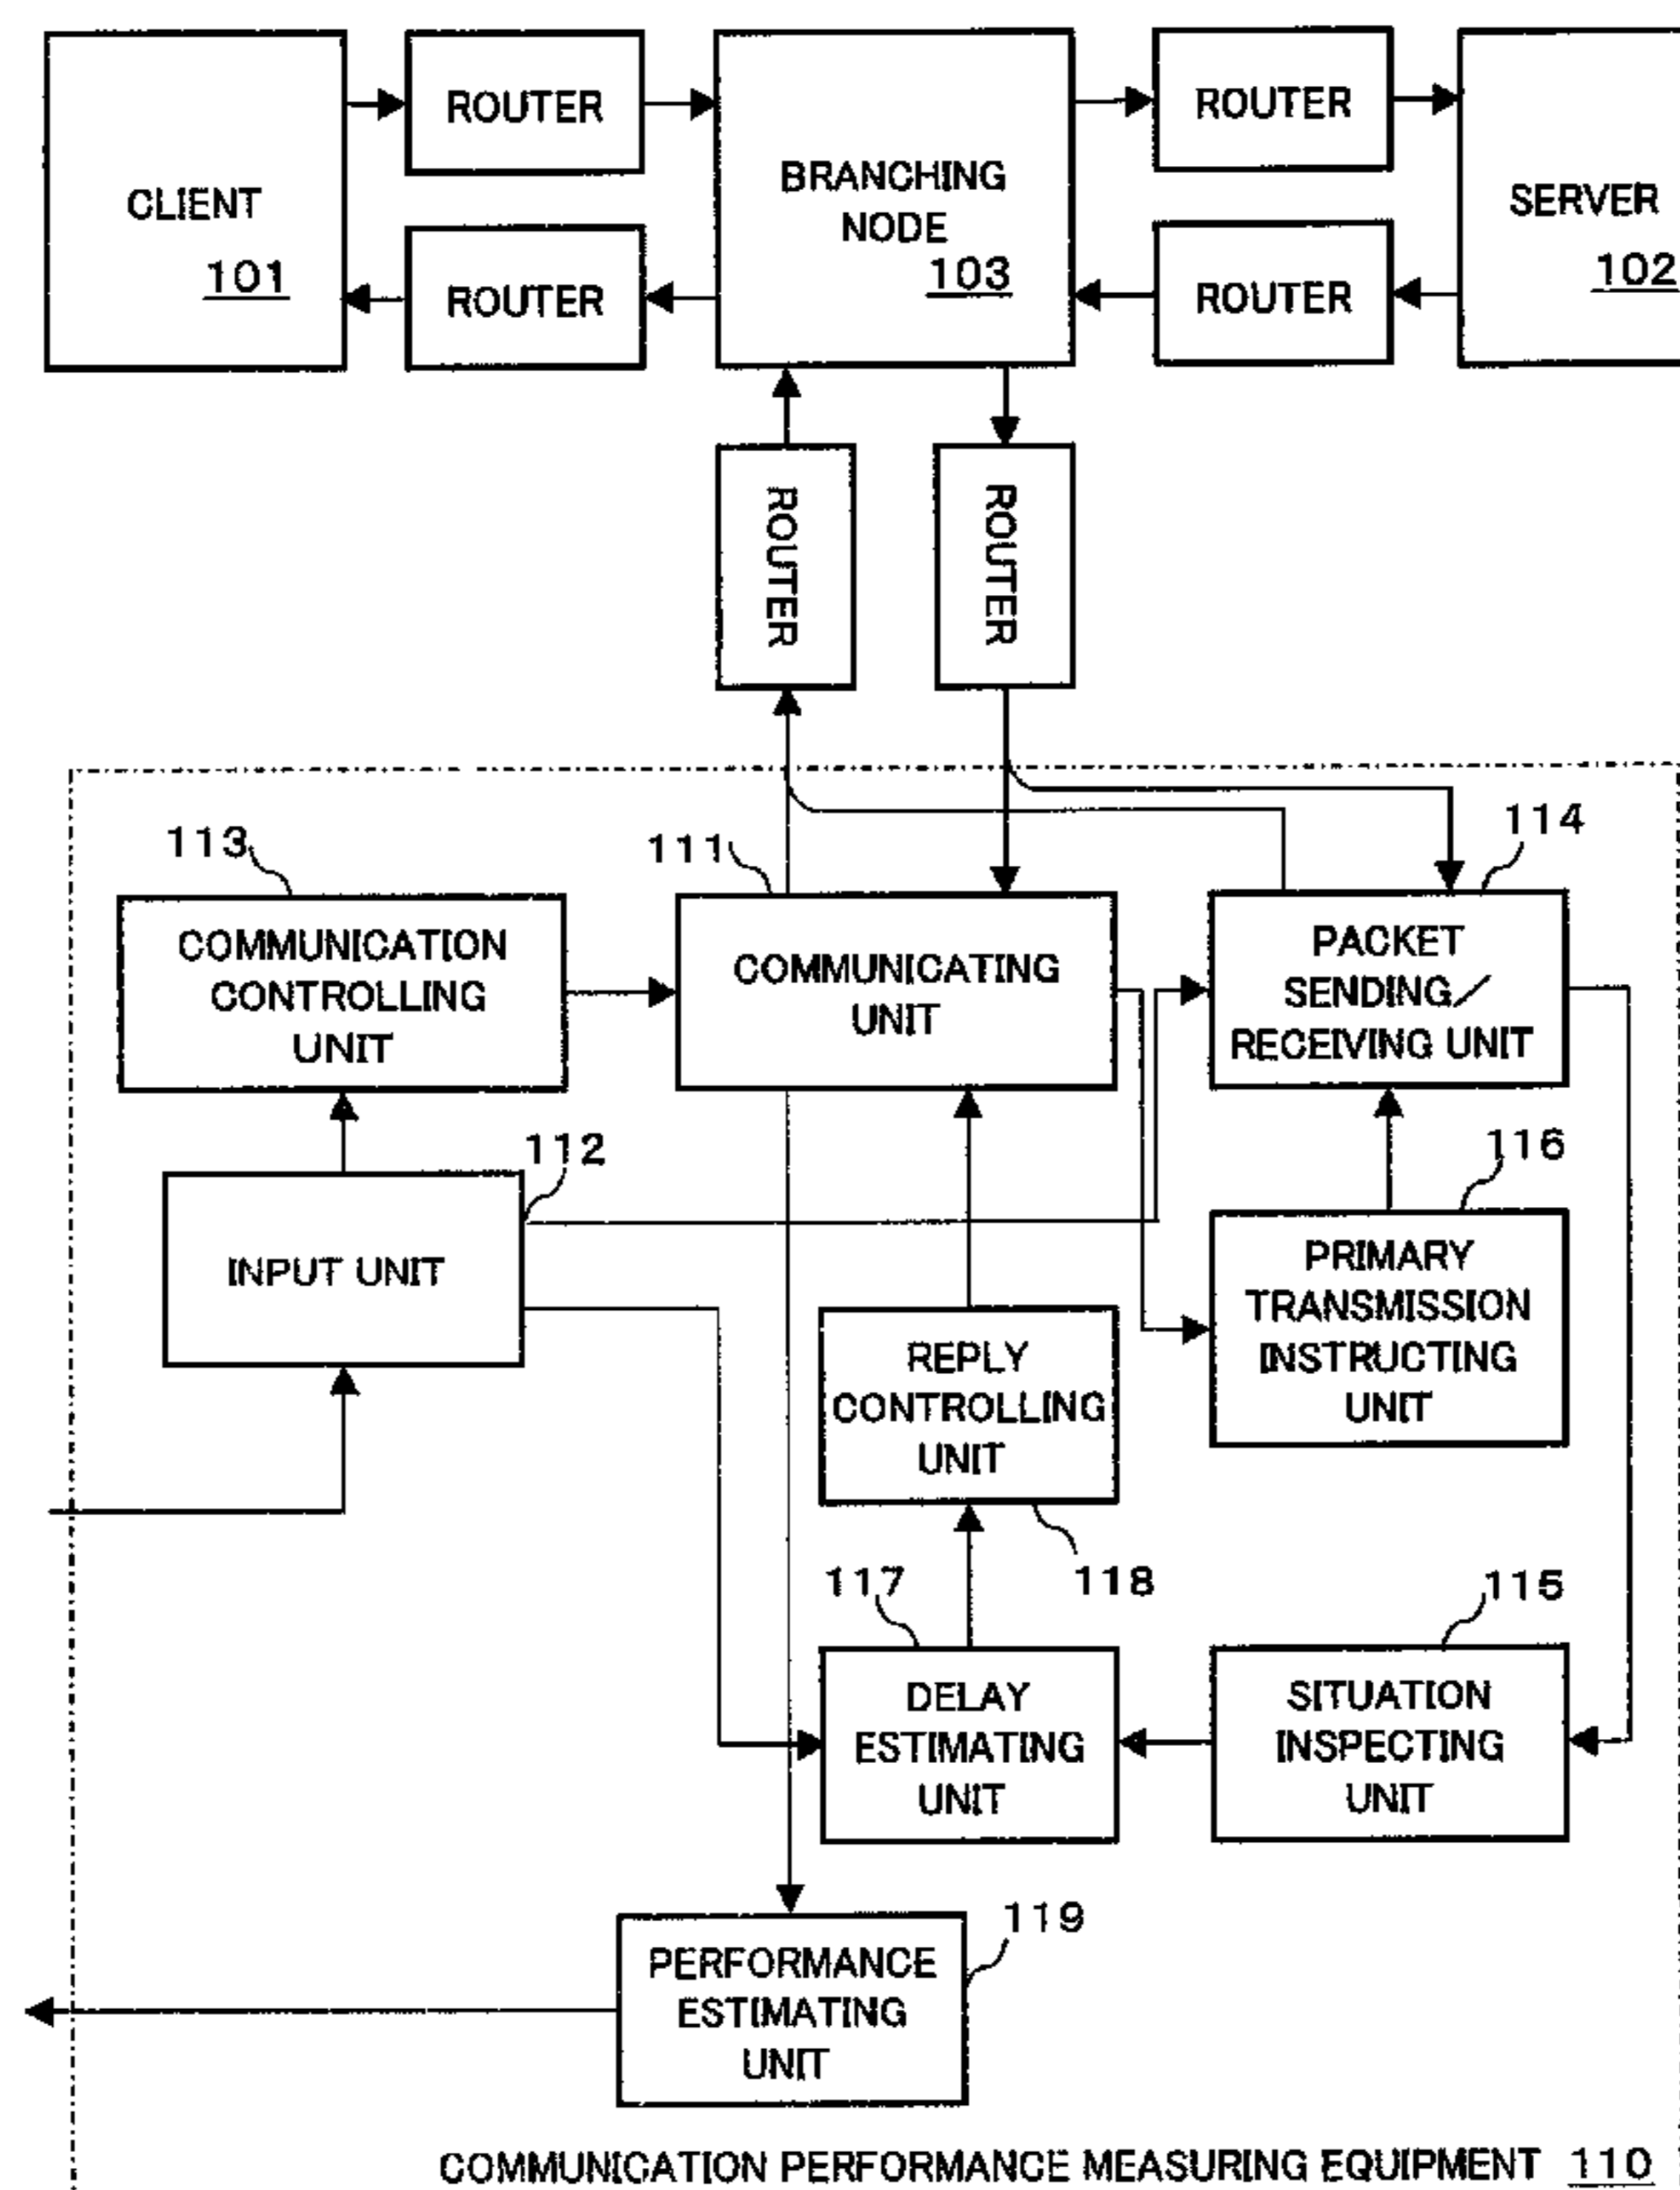 ROUTER
ROUTER
CLIENT
101
BRANCHING
NODE
103
SERVER
102
ROUTER
ROUTER
ROUTER
ROUTER
113
111
114
COMMUNICATION
CONTROLLING
UNIT
COMMUNICATING
UNIT
PACKET
SENDING/
RECEIVING UNIT
112
116
INPUT UNIT
PRIMARY
TRANSMISSION
INSTRUCTING
UNIT
REPLY
CONTROLLING
UNIT
117
118
115
DELAY
ESTIMATING
UNIT
SITUATION
INSPECTING
UNIT
119
PERFORMANCE
ESTIMATING
UNIT
COMMUNICATION PERFORMANCE MEASURING EQUIPMENT 110